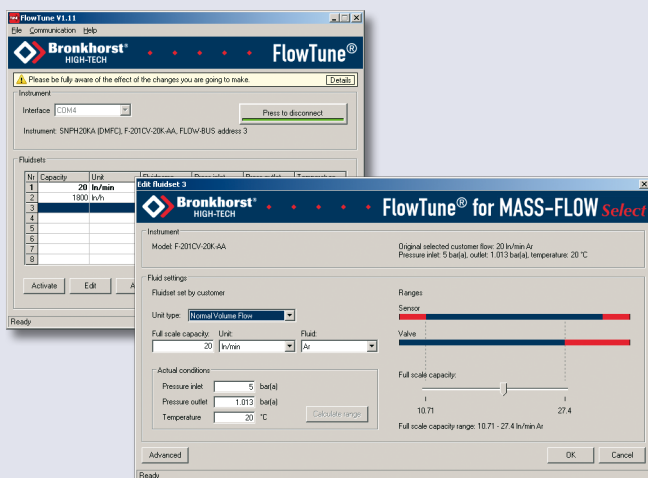 FlowTune V1.11
File Communication Help
Bronkhorst®
HIGH-TECH
FlowTune®
Please be fully aware of the effect of the changes you are going to make.
Details
Instrument
Interface COM4
Press to disconnect
Instrument: SNPH20KA (DMFC), F-201CV-20K-AA, FLOW-BUS address 3
Fluidsets
Nr Capacity Unit
1 20 ln/min
2 1800 ln/h
3
4
5
6
7
8
Activate Edit
Ready
Edit fluidset 3
Bronkhorst®
HIGH-TECH
FlowTune® for MASS-FLOW Select
Instrument
Model: F-201CV-20K-AA
Original selected customer flow: 20 ln/min Ar
Pressure inlet: 5 bar(a), outlet: 1.013 bar(a), temperature: 20 °C
Fluid settings
Fluidset set by customer
Unit type: Normal Volume Flow
Full scale capacity: Unit: Fluid:
20 ln/min Ar
Actual conditions
Pressure inlet 5 bar(a)
Pressure outlet 1.013 bar(a)
Temperature 20 °C
Calculate range
Ranges
Sensor
Valve
Full scale capacity:
10.71 27.4
Full scale capacity range: 10.71 - 27.4 ln/min Ar
Advanced
OK Cancel
Ready